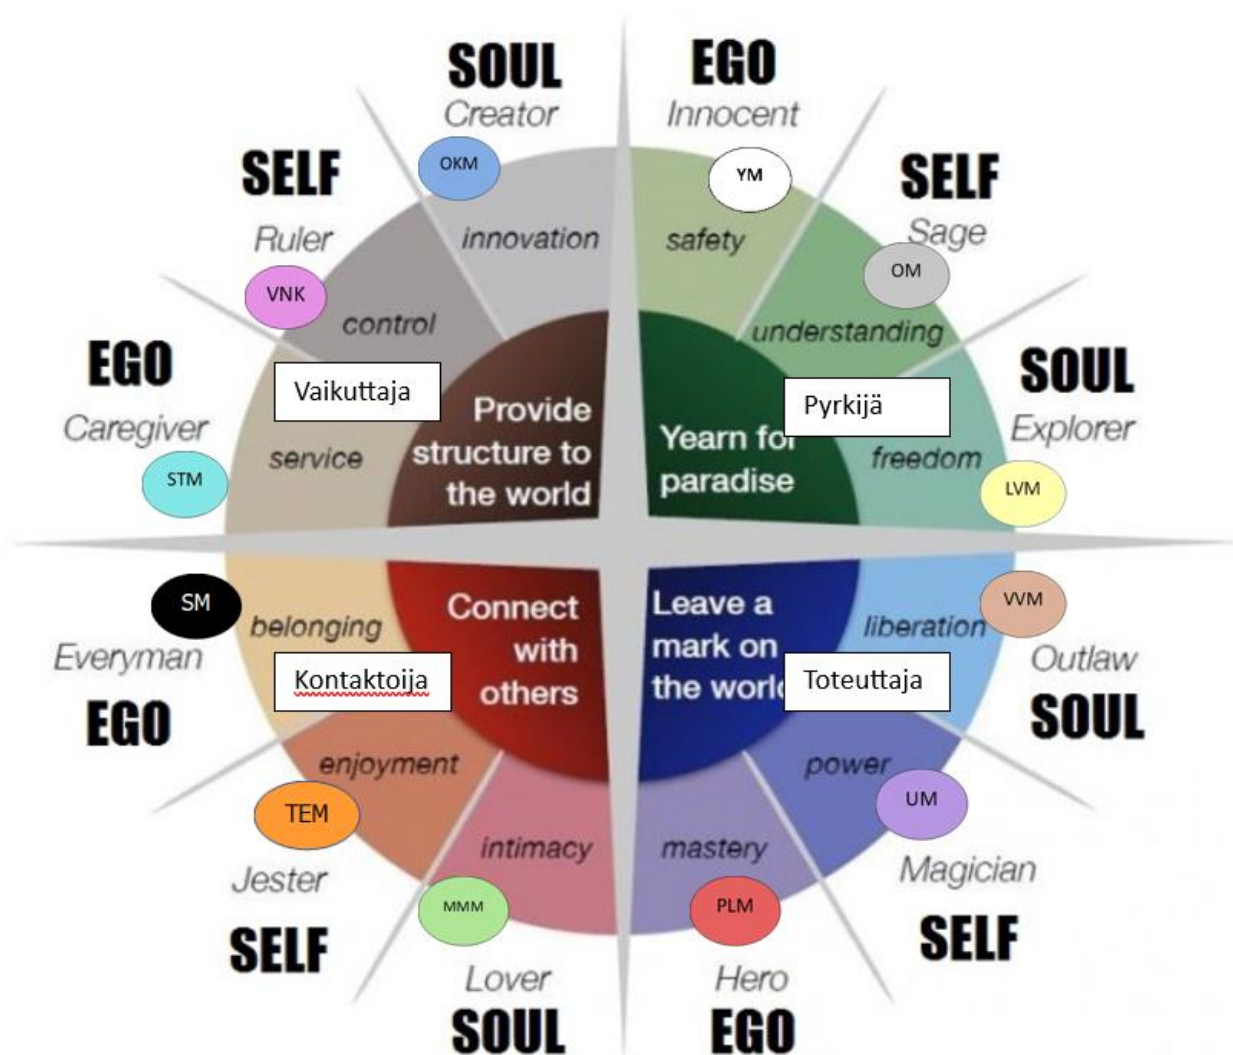 SOUL
Creator
OKM
innovation
EGO
Innocent
YM
safety
SELF
Ruler
VNK
control
SELF
Sage
OM
understanding
EGO
Caregiver
STM
service
Vaikuttaja
Provide
structure to
the world
Yearn for
paradise
Pyrkijä
SOUL
Explorer
freedom
LVM
SM
belonging
Everyman
EGO
Kontaktoija
Connect
with
others
Leave a
mark on
the world
Toteuttaja
liberation
VVM
Outlaw
SOUL
enjoyment
TEM
Jester
SELF
intimacy
MMM
Lover
SOUL
mastery
PLM
Hero
EGO
power
UM
Magician
SELF